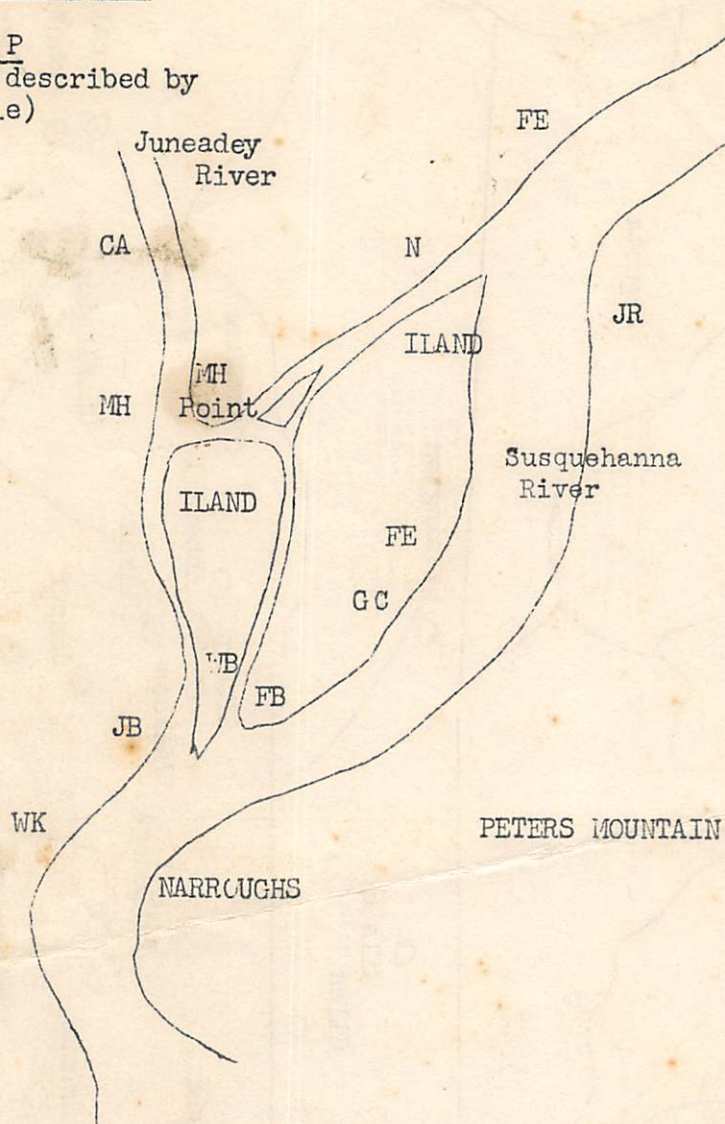 P
described by
e)
Juneadey
River
FE
CA
N
JR
ILAND
MH
MH
Point
Susquehanna
River
ILAND
FE
GC
WB
FB
JB
WK
PETERS MOUNTAIN
NARROUGHS